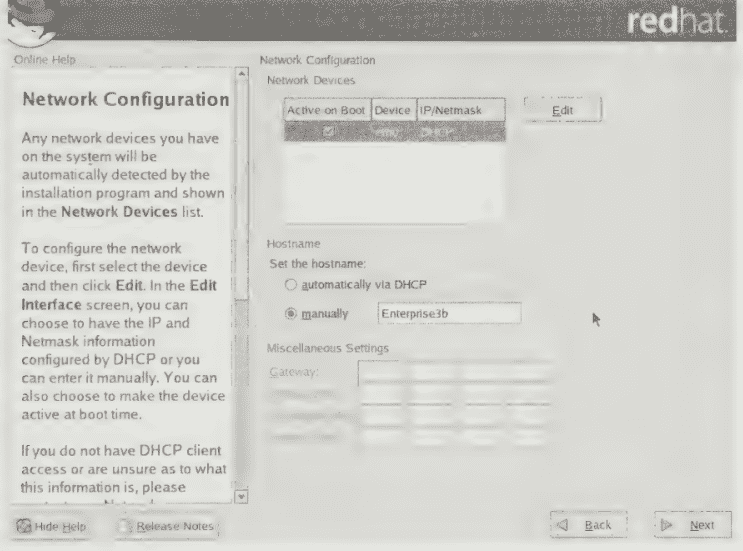 redhat.
Online Help
Network Configuration
Any network devices you have
on the system will be
automatically detected by the
installation program and shown
in the Network Devices list.
To configure the network
device, first select the device
and then click Edit. In the Edit
Interface screen, you can
choose to have the IP and
Netmask information
configured by DHCP or you
can enter it manually. You can
also choose to make the device
active at boot time.
If you do not have DHCP client
access or are unsure as to what
this information is, please
Hide Help
Release Notes
Network Configuration
Network Devices
Active on Boot Device IP/Netmask
DHCP
Edit
Hostname
Set the hostname:
automatically via DHCP
manually Enterprise3b
Miscellaneous Settings
Gateway:
Back
Next